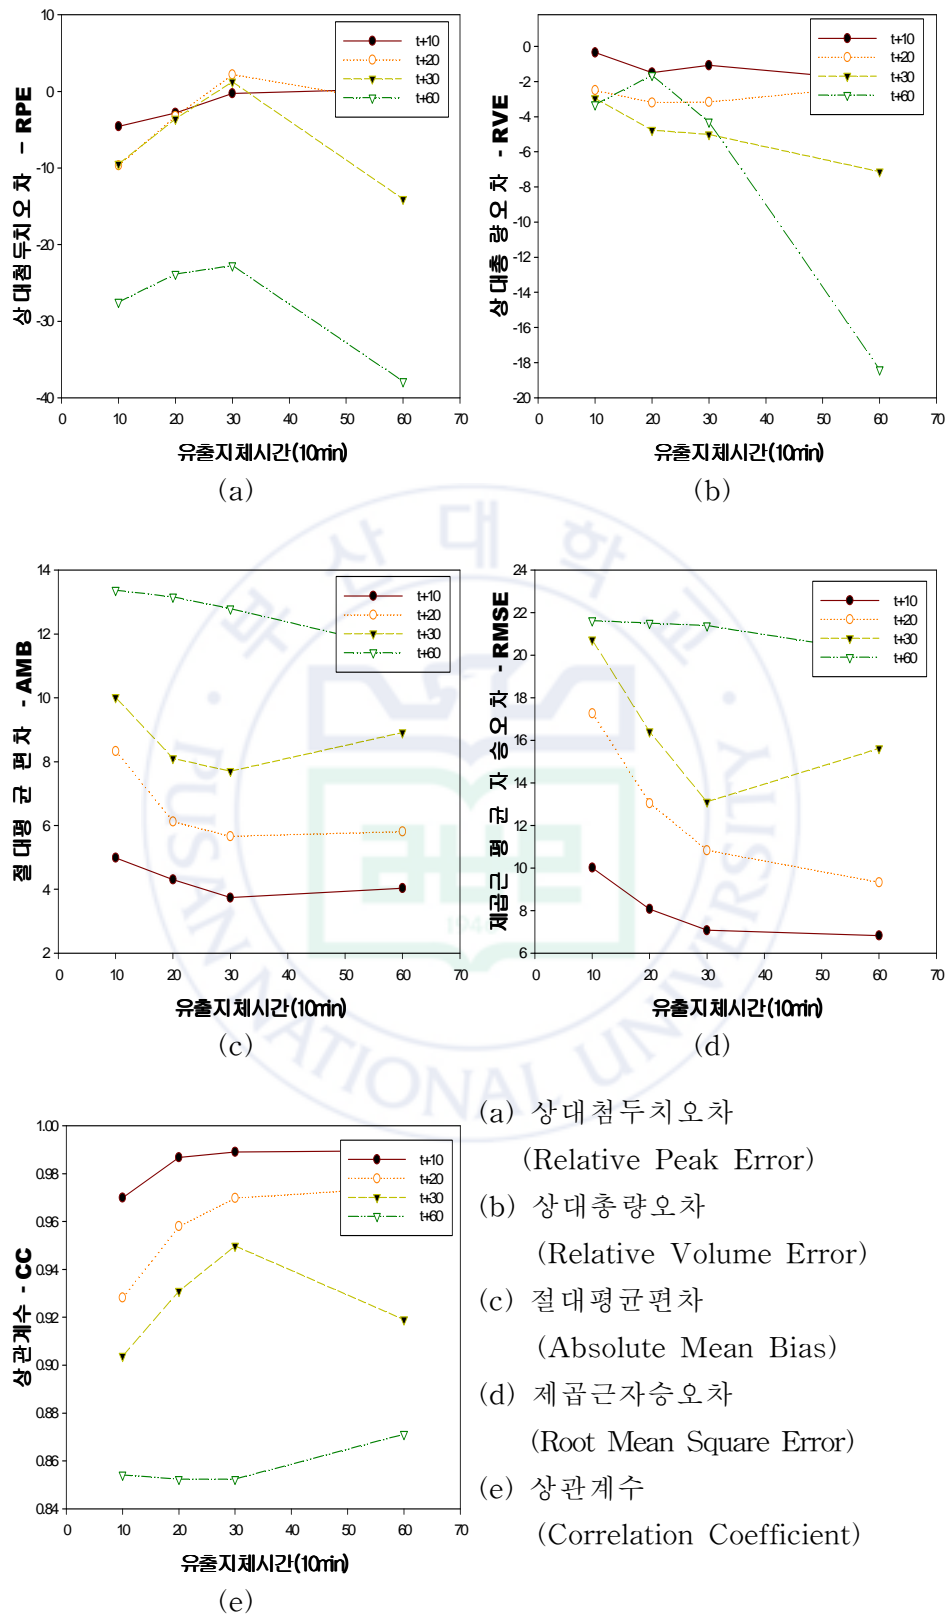 10
0
-10
-20
-30
-40
0 10 20 30 40 50 60 70
상대첨두치오차 - RPE
유출지체시간(10min)
t+10
t+20
t+30
t+60
(a)
0
-2
-4
-6
-8
-10
-12
-14
-16
-18
-20
0 10 20 30 40 50 60 70
상대총량오차 - RVE
유출지체시간(10min)
t+10
t+20
t+30
t+60
(b)
14
12
10
8
6
4
2
0 10 20 30 40 50 60 70
절대평균 편차 - AMB
유출지체시간(10min)
t+10
t+20
t+30
t+60
(c)
24
22
20
18
16
14
12
10
8
6
0 10 20 30 40 50 60 70
제곱근 평균 자승오차 - RMSE
유출지체시간(10min)
t+10
t+20
t+30
t+60
(d)
1.00
0.98
0.96
0.94
0.92
0.90
0.88
0.86
0.84
0 10 20 30 40 50 60 70
상관계수 - CC
유출지체시간(10min)
t+10
t+20
t+30
t+60
(e)
(a) 상대첨두치오차
(Relative Peak Error)
(b) 상대총량오차
(Relative Volume Error)
(c) 절대평균편차
(Absolute Mean Bias)
(d) 제곱근자승오차
(Root Mean Square Error)
(e) 상관계수
(Correlation Coefficient)
부산대학교
PUSAN NATIONAL UNIVERSITY